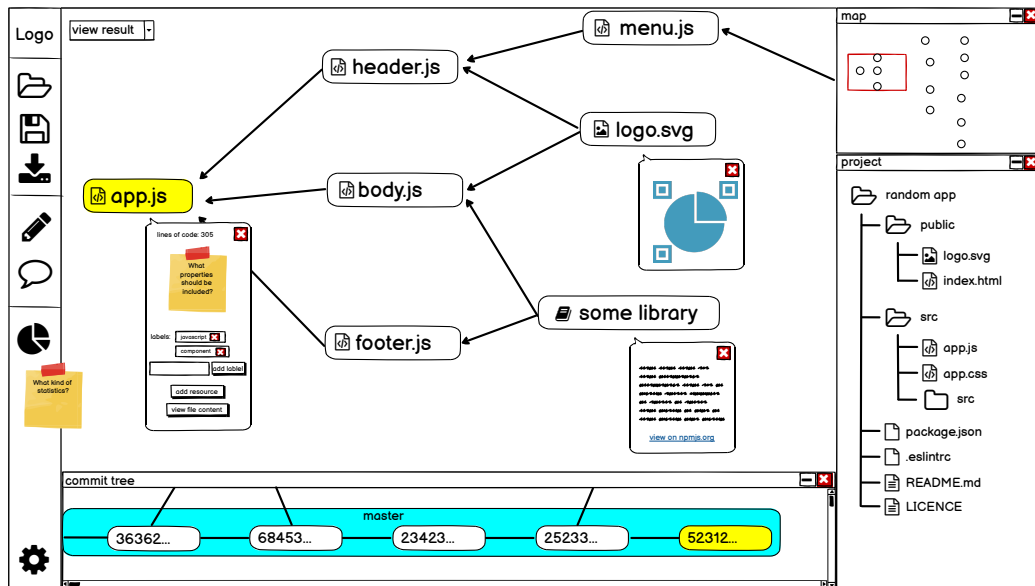 Logo
view result
menu.js
header.js
logo.svg
app.js
body.js
lines of code: 305
What
properties
should be
included?
labels:
javascript
component
add lablel
add resource
view file content
footer.js
some library
view on npmjs.org
What kind of
statistics?
map
project
random app
public
logo.svg
index.html
src
app.js
app.css
src
package.json
.eslintrc
README.md
LICENCE
commit tree
master
36362...
68453...
23423...
25233...
52312...